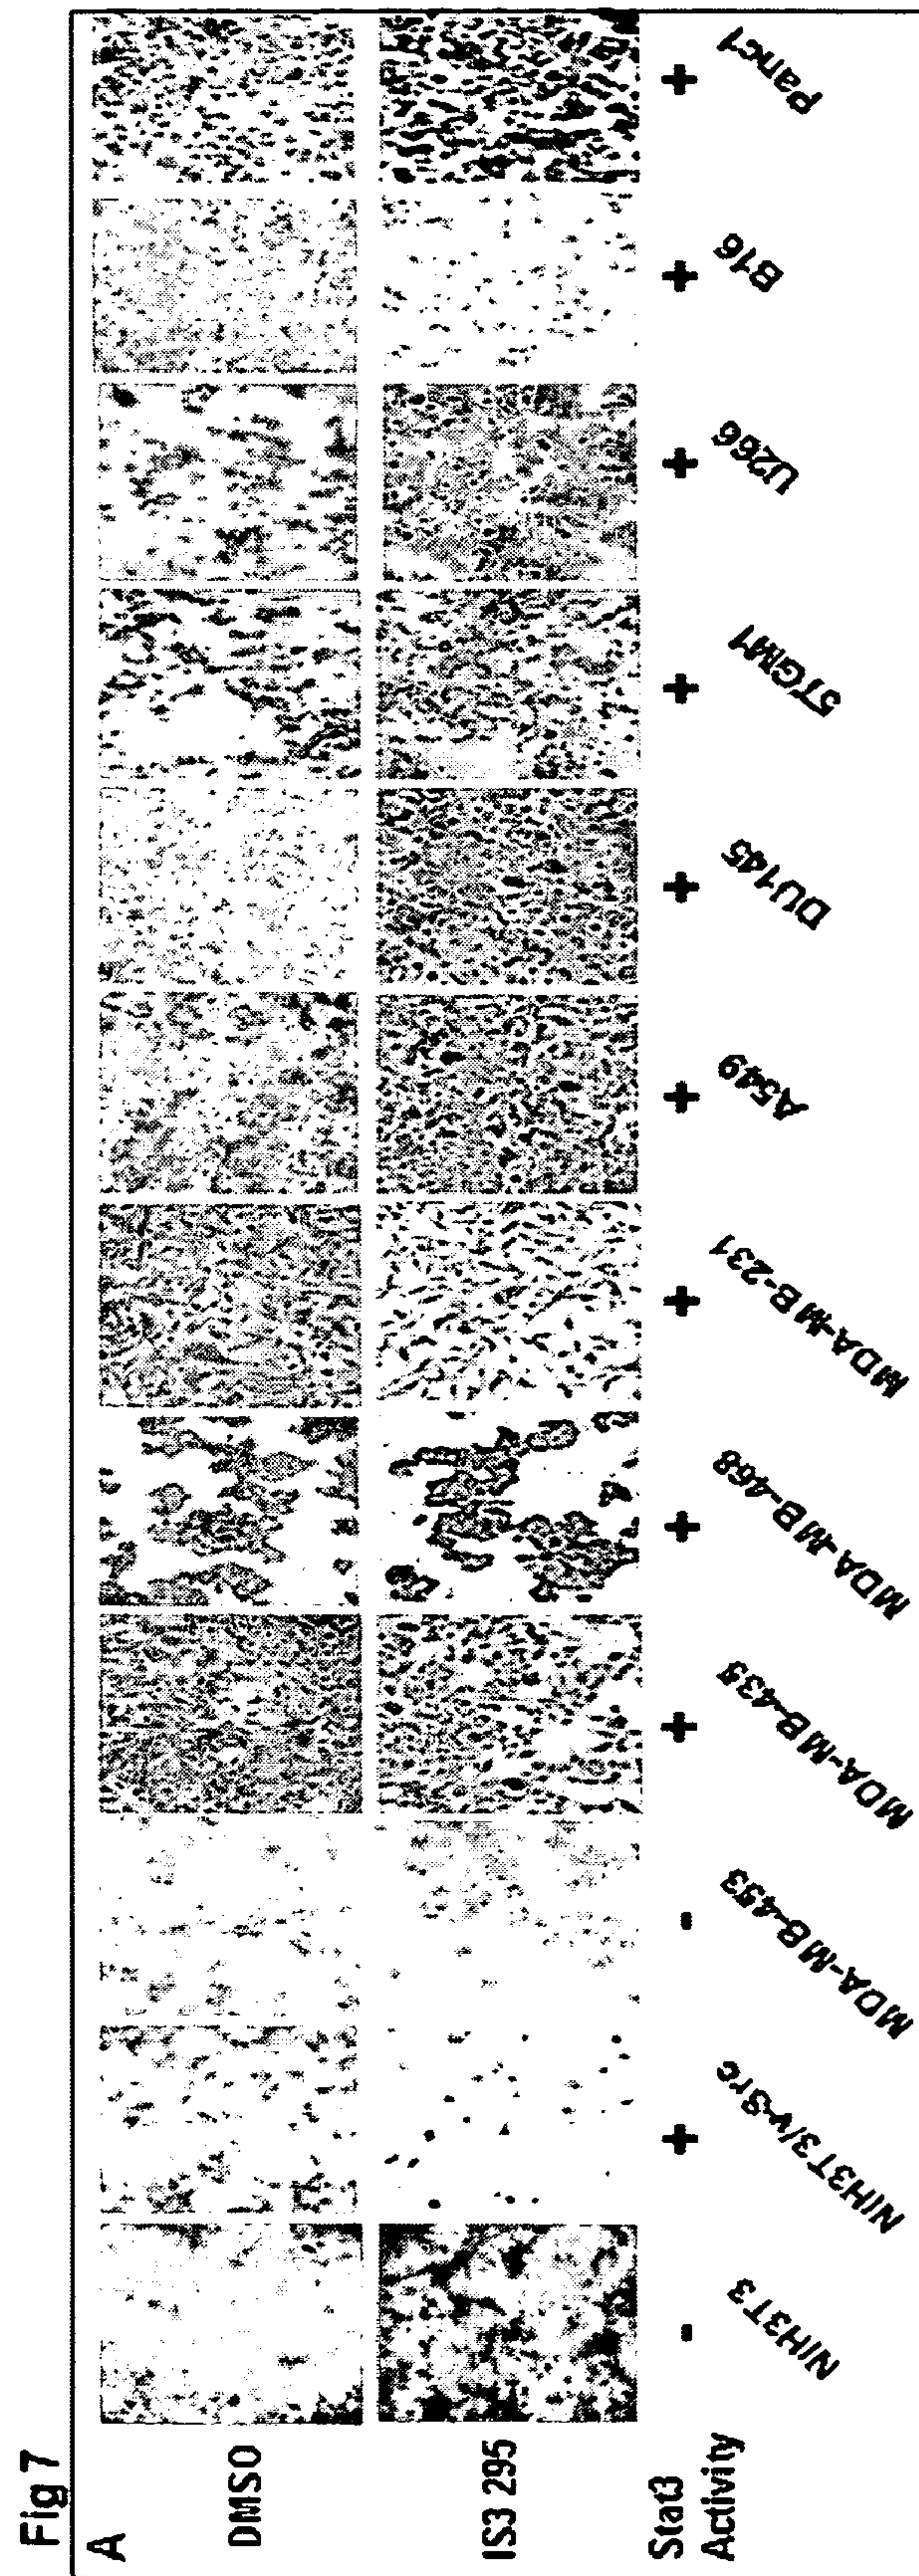 Fig 7
A
DMSO
IS3 295
Stat3
Activity
- + - + + + + + + + + +
NIH3T3
NIH3T3/v-Src
MDA-MB-453
MDA-MB-435
MDA-MB-468
MDA-MB-231
A549
DU145
5TGM1
U266
B16
Panc1